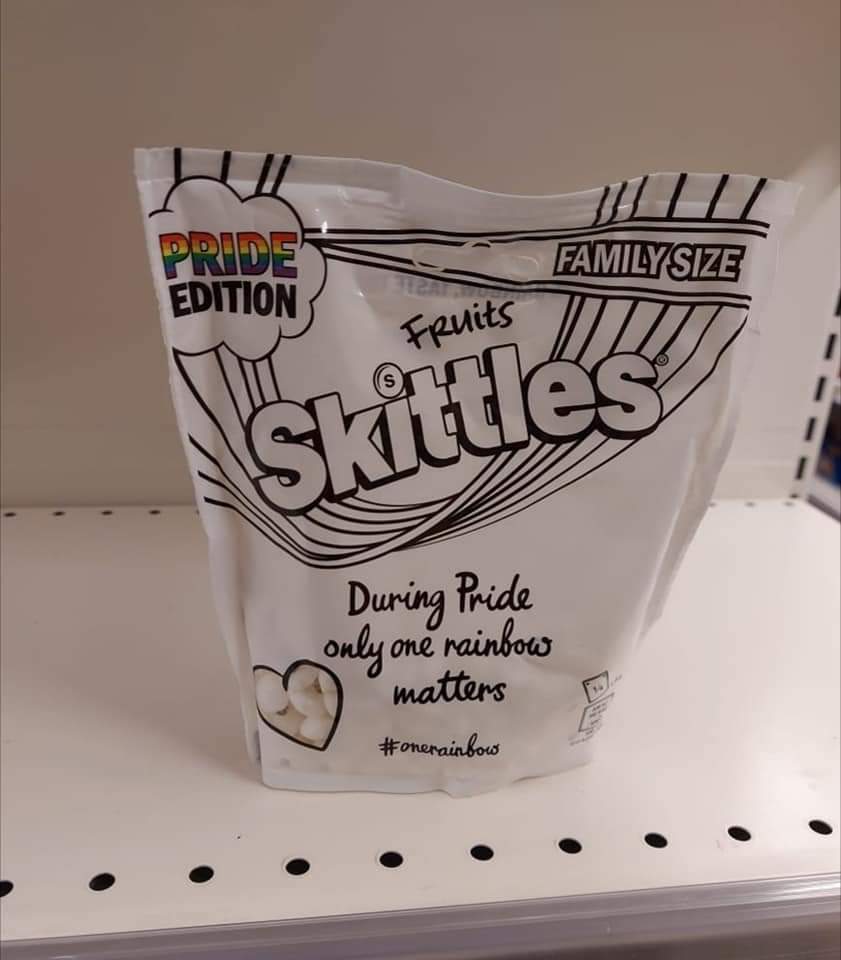 PRIDE
EDITION
FAMILY SIZE
Fruits
S
Skittles®
During Pride
only one rainbow
matters
#onerainbow